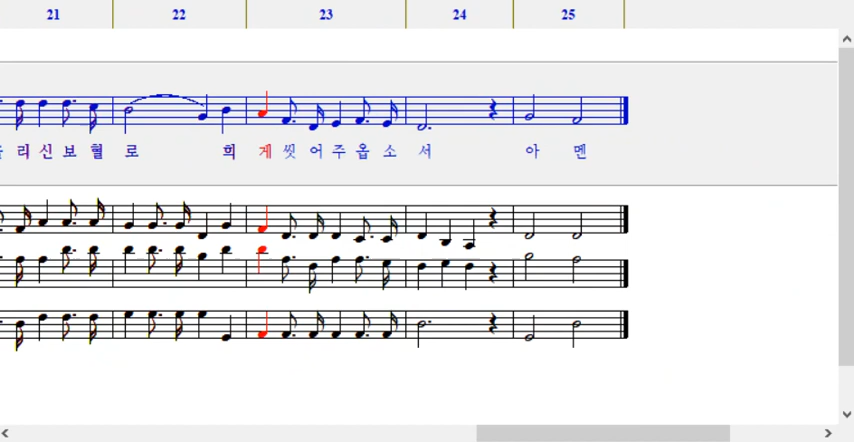 21 22 23 24 25
리 신 보 혈 로 희 게 씻 어 주 옵 소 서 아 멘